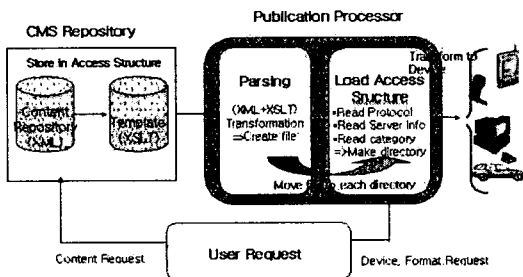 Publication Processor
CMS Repository
Store in Access Structure
Content
Repository
(XML)
Template
(XSLT)
Parsing
(XML+XSLT)
Transformation
⇒Create file
Load Access
Structure
•Read Protocol
•Read Server Info
•Read category
⇒Make directory
Move to each directory
Transform to
Device
User Request
Content Request
Device, Format Request